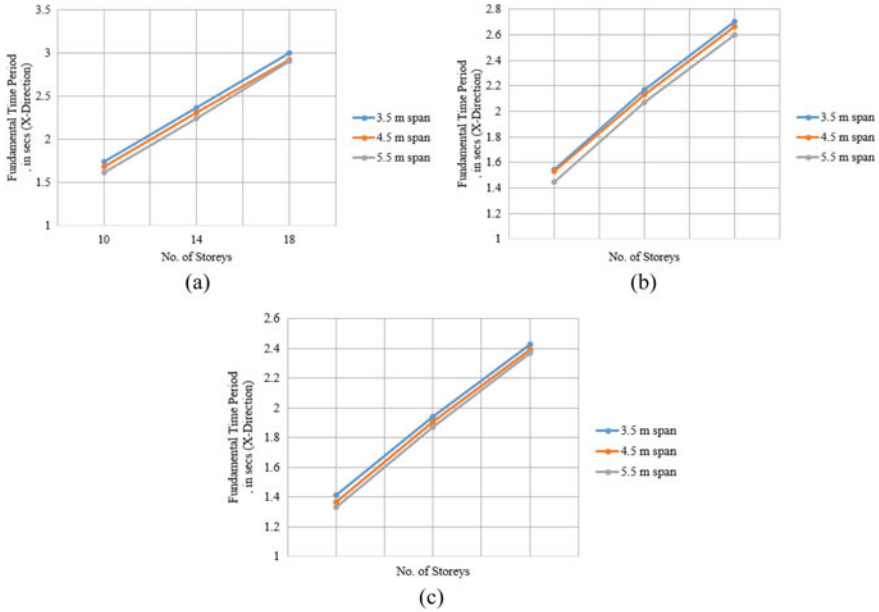 3.5
3
2.5
2
1.5
1
Fundamental Time Period
, in secs (X-Direction)
10 14 18
No. of Storeys
3.5 m span
4.5 m span
5.5 m span
(a)
2.8
2.6
2.4
2.2
2
1.8
1.6
1.4
1.2
1
Fundamental Time Period
, in secs (X-Direction)
No. of Storeys
3.5 m span
4.5 m span
5.5 m span
(b)
2.6
2.4
2.2
2
1.8
1.6
1.4
1.2
1
Fundamental Time Period
, in secs (X-Direction)
No. of Storeys
3.5 m span
4.5 m span
5.5 m span
(c)